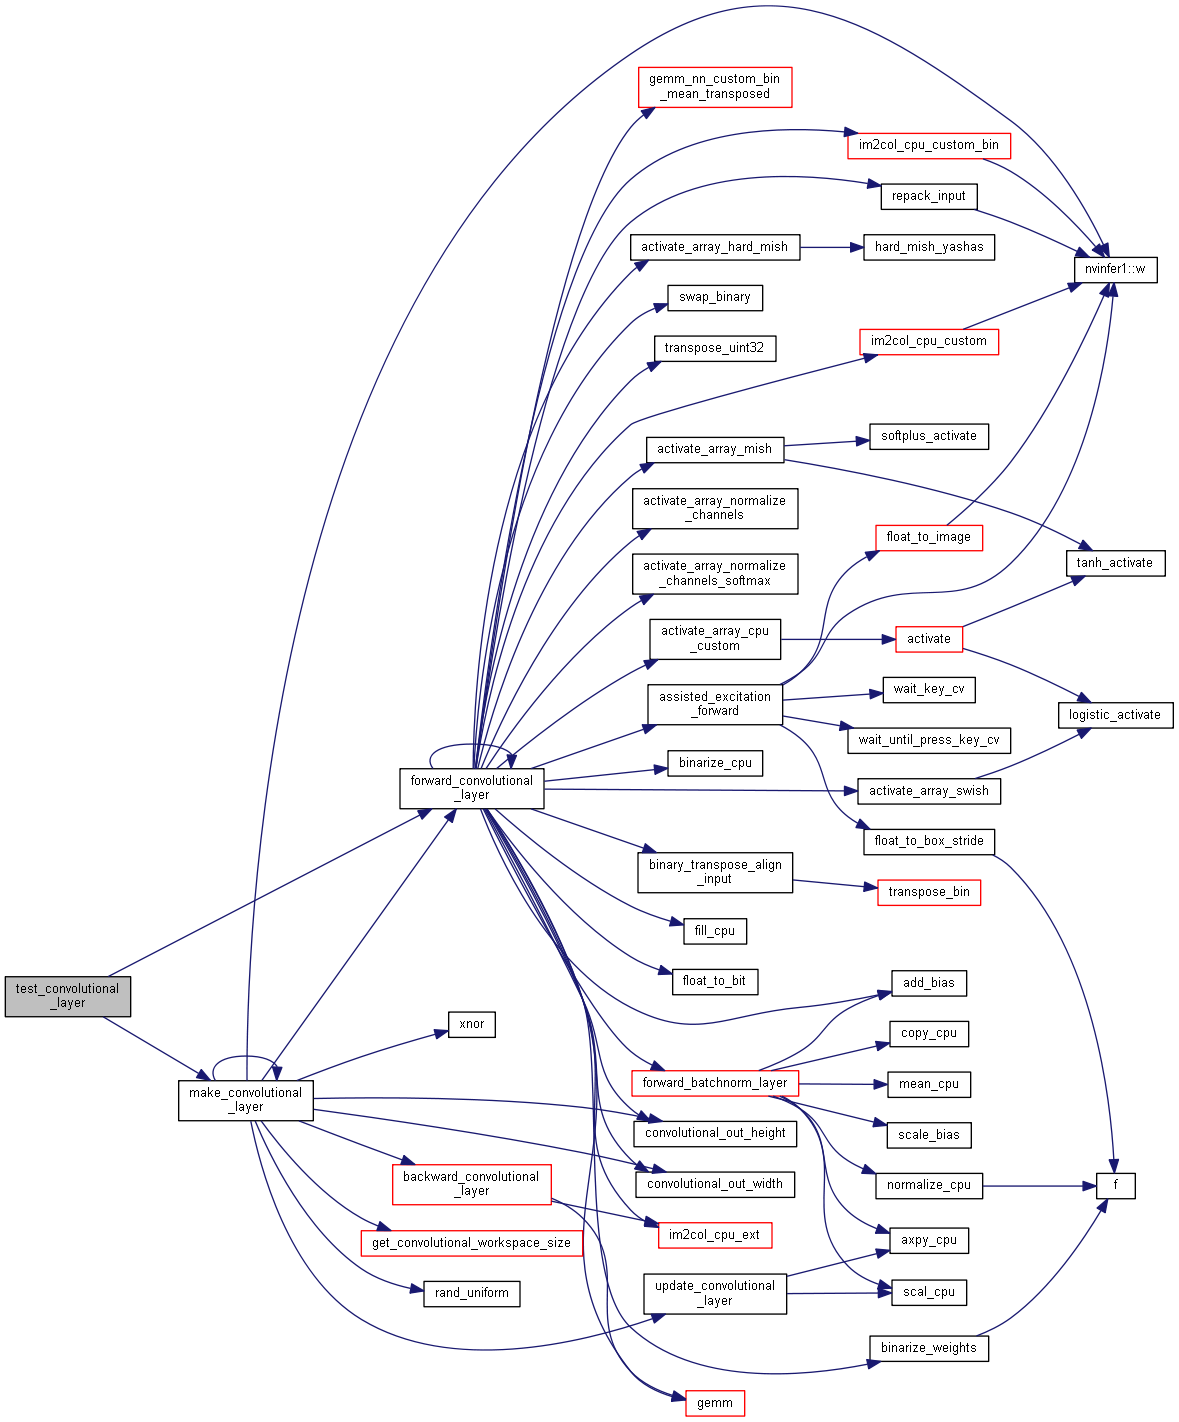 gemm_nn_custom_bin
_mean_transposed
im2col_cpu_custom_bin
repack_input
activate_array_hard_mish
hard_mish_yashas
nvinfer1::w
swap_binary
transpose_uint32
im2col_cpu_custom
softplus_activate
activate_array_mish
activate_array_normalize
_channels
float_to_image
tanh_activate
activate_array_normalize
_channels_softmax
activate_array_cpu
_custom
activate
wait_key_cv
assisted_excitation
_forward
logistic_activate
wait_until_press_key_cv
binarize_cpu
forward_convolutional
_layer
activate_array_swish
float_to_box_stride
binary_transpose_align
_input
transpose_bin
fill_cpu
float_to_bit
add_bias
test_convolutional
_layer
xnor
copy_cpu
forward_batchnorm_layer
mean_cpu
make_convolutional
_layer
convolutional_out_height
scale_bias
backward_convolutional
_layer
convolutional_out_width
normalize_cpu
f
get_convolutional_workspace_size
im2col_cpu_ext
axpy_cpu
rand_uniform
update_convolutional
_layer
scal_cpu
binarize_weights
gemm